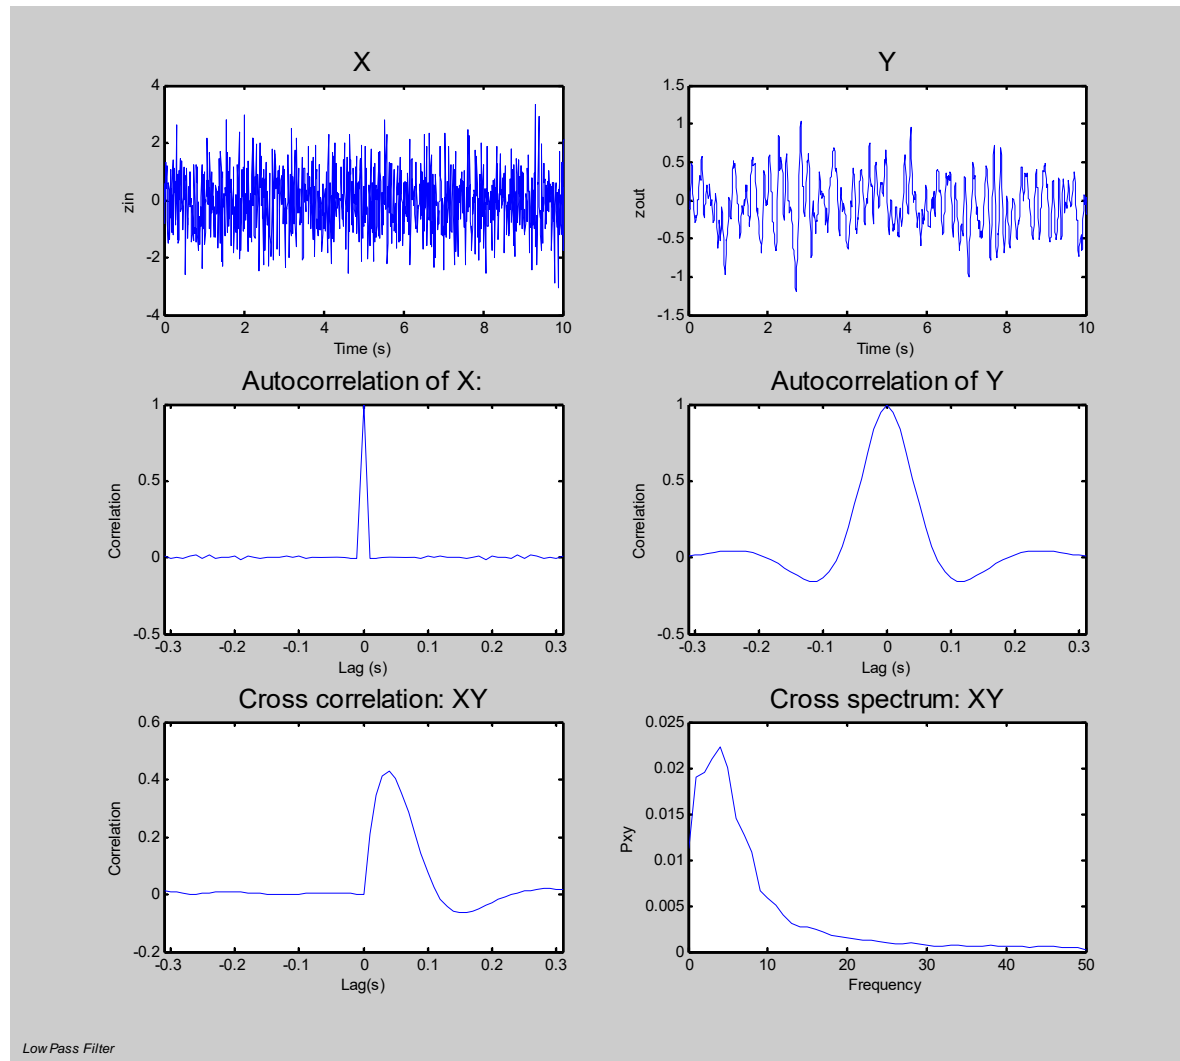 X
4
2
0
-2
-4
zin
0 2 4 6 8 10
Time (s)
Y
1.5
1
0.5
0
-0.5
-1
-1.5
zout
0 2 4 6 8 10
Time (s)
Autocorrelation of X:
1
0.5
0
-0.5
Correlation
-0.3 -0.2 -0.1 0 0.1 0.2 0.3
Lag (s)
Autocorrelation of Y
1
0.5
0
-0.5
Correlation
-0.3 -0.2 -0.1 0 0.1 0.2 0.3
Lag (s)
Cross correlation: XY
0.6
0.4
0.2
0
-0.2
Correlation
-0.3 -0.2 -0.1 0 0.1 0.2 0.3
Lag(s)
Cross spectrum: XY
0.025
0.02
0.015
0.01
0.005
0
Pxy
0 10 20 30 40 50
Frequency
Low Pass Filter